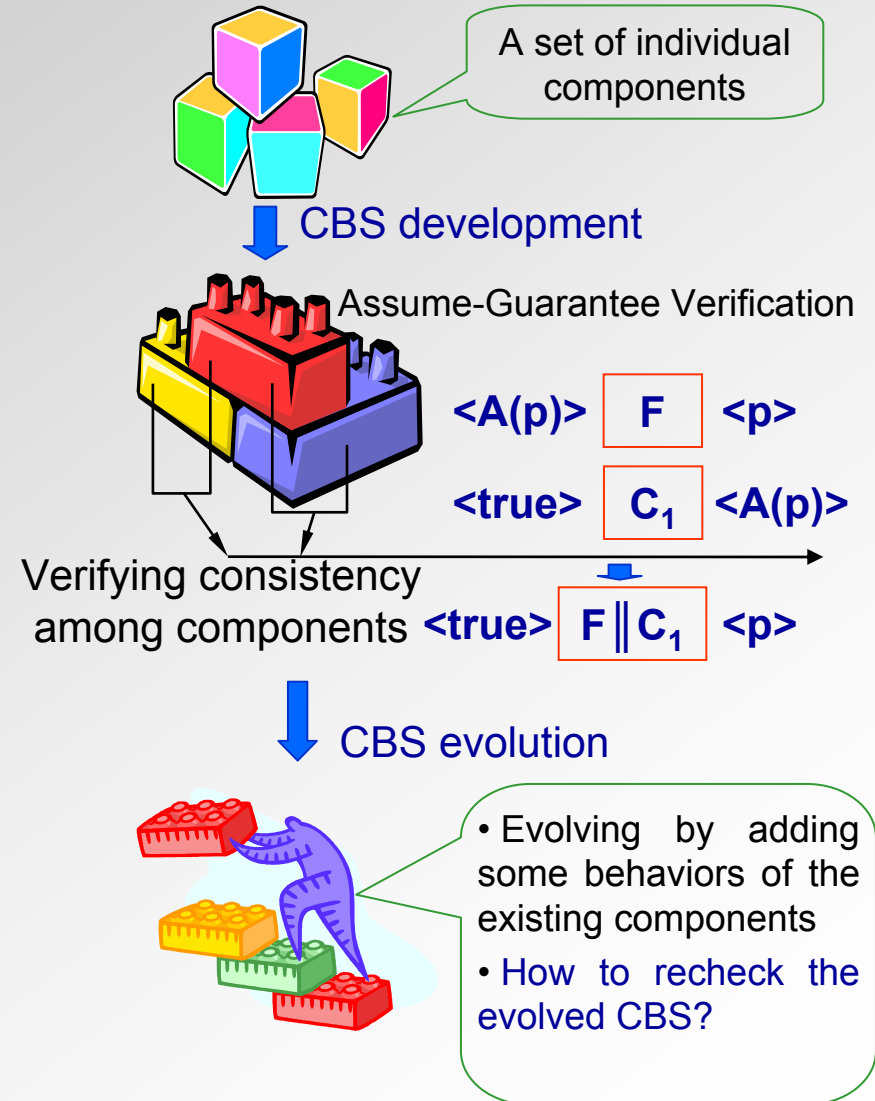 A set of individual
components
CBS development
Assume-Guarantee Verification
<A(p)> F <p>
<true> C₁ <A(p)>
Verifying consistency
among components
<true> F‖C₁ <p>
CBS evolution
• Evolving by adding
some behaviors of the
existing components
• How to recheck the
evolved CBS?